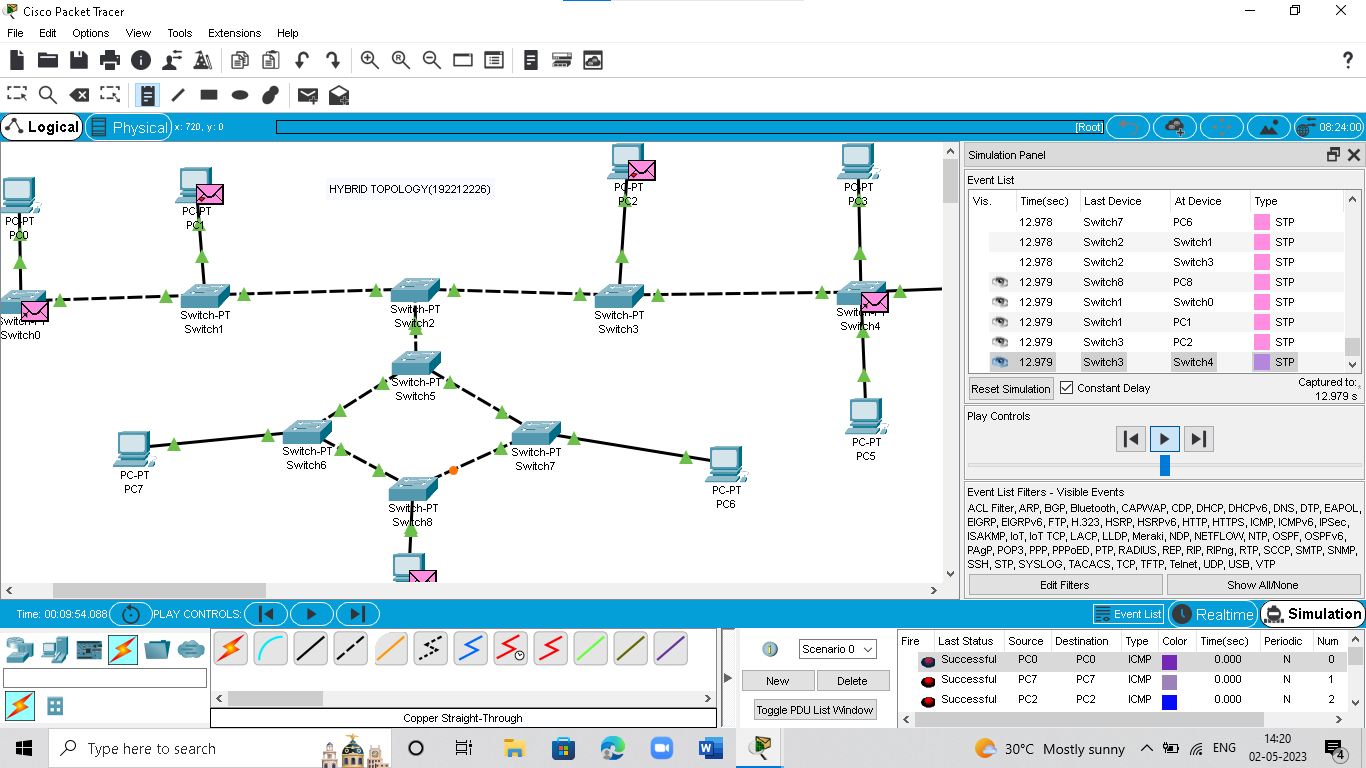 Cisco Packet Tracer
File Edit Options View Tools Extensions Help
Logical Physical x: 720, y: 0 [Root] 08:24:00
HYBRID TOPOLOGY(192212226)
PC-PT
PC0
PC-PT
PC1
PC-PT
PC2
PC-PT
PC3
Switch-PT
Switch0
Switch-PT
Switch1
Switch-PT
Switch2
Switch-PT
Switch3
Switch-PT
Switch4
Switch-PT
Switch5
PC-PT
PC5
Switch-PT
Switch6
Switch-PT
Switch7
PC-PT
PC7
PC-PT
PC6
Switch-PT
Switch8
Simulation Panel
Event List
Vis. Time(sec) Last Device At Device Type
12.978 Switch7 PC6 STP
12.978 Switch2 Switch1 STP
12.978 Switch2 Switch3 STP
12.979 Switch8 PC8 STP
12.979 Switch1 Switch0 STP
12.979 Switch1 PC1 STP
12.979 Switch3 PC2 STP
12.979 Switch3 Switch4 STP
Reset Simulation Constant Delay Captured to:
12.979 s
Play Controls
Event List Filters - Visible Events
ACL Filter, ARP, BGP, Bluetooth, CAPWAP, CDP, DHCP, DHCPv6, DNS, DTP, EAPOL,
EIGRP, EIGRPv6, FTP, H.323, HSRP, HSRPv6, HTTP, HTTPS, ICMP, ICMPv6, IPSec,
ISAKMP, IoT, IoT TCP, LACP, LLDP, Meraki, NDP, NETFLOW, NTP, OSPF, OSPFv6,
PAgP, POP3, PPP, PPPoED, PTP, RADIUS, REP, RIP, RIPng, RTP, SCCP, SMTP, SNMP,
SSH, STP, SYSLOG, TACACS, TCP, TFTP, Telnet, UDP, USB, VTP
Edit Filters Show All/None
Time: 00:09:54.088 PLAY CONTROLS: Event List Realtime Simulation
Copper Straight-Through
Scenario 0
New Delete
Toggle PDU List Window
Fire Last Status Source Destination Type Color Time(sec) Periodic Num
Successful PC0 PC0 ICMP 0.000 N 0
Successful PC7 PC7 ICMP 0.000 N 1
Successful PC2 PC2 ICMP 0.000 N 2
Type here to search
30°C Mostly sunny ENG 14:20
02-05-2023 4